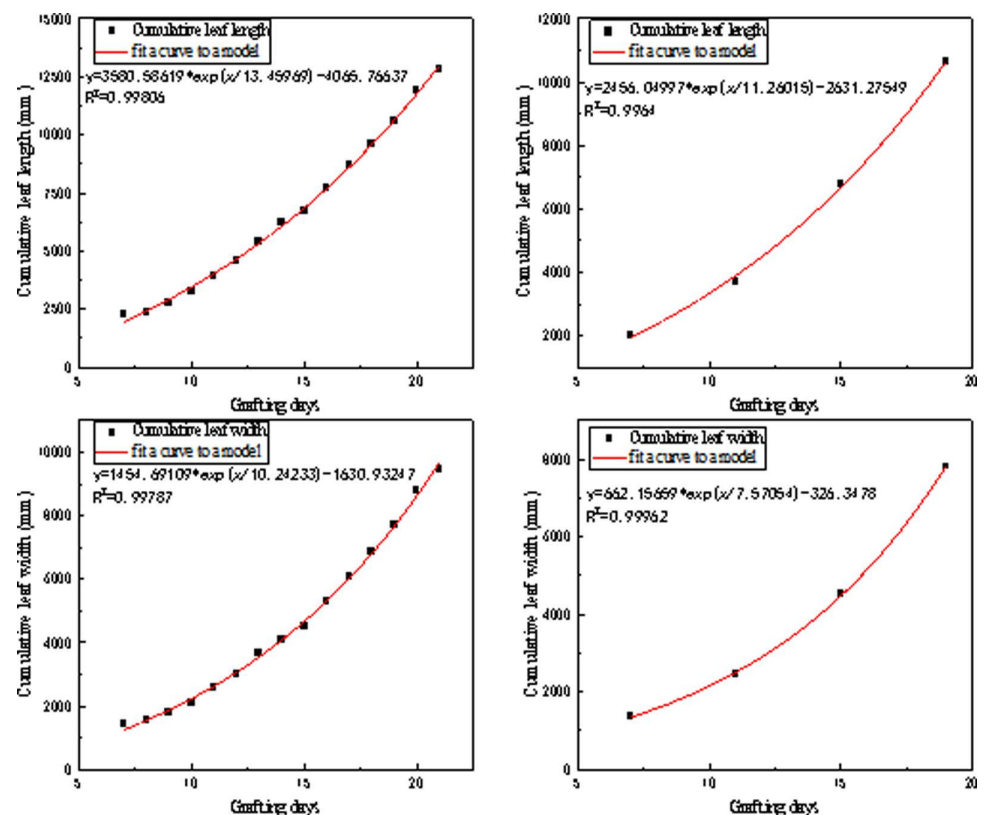 15000
12500
10000
7500
5000
2500
0
5
10
15
20
Cumulative leaf length (mm)
Grafting days
Cumulative leaf length
fit a curve to a model
y=3580.58619*exp(x/13.45969)-4065.76637
R²=0.99806
12000
10000
8000
6000
4000
2000
5
10
15
20
Cumulative leaf length (mm)
Grafting days
Cumulative leaf length
fit a curve to a model
y=2456.04997*exp(x/11.26015)-2631.27549
R²=0.9964
10000
8000
6000
4000
2000
0
5
10
15
20
Cumulative leaf width (mm)
Grafting days
Cumulative leaf width
fit a curve to a model
y=1454.69109*exp(x/10.24233)-1630.93247
R²=0.99787
8000
6000
4000
2000
0
5
10
15
20
Cumulative leaf width (mm)
Grafting days
Cumulative leaf width
fit a curve to a model
y=662.15659*exp(x/7.57054)-326.3478
R²=0.99962